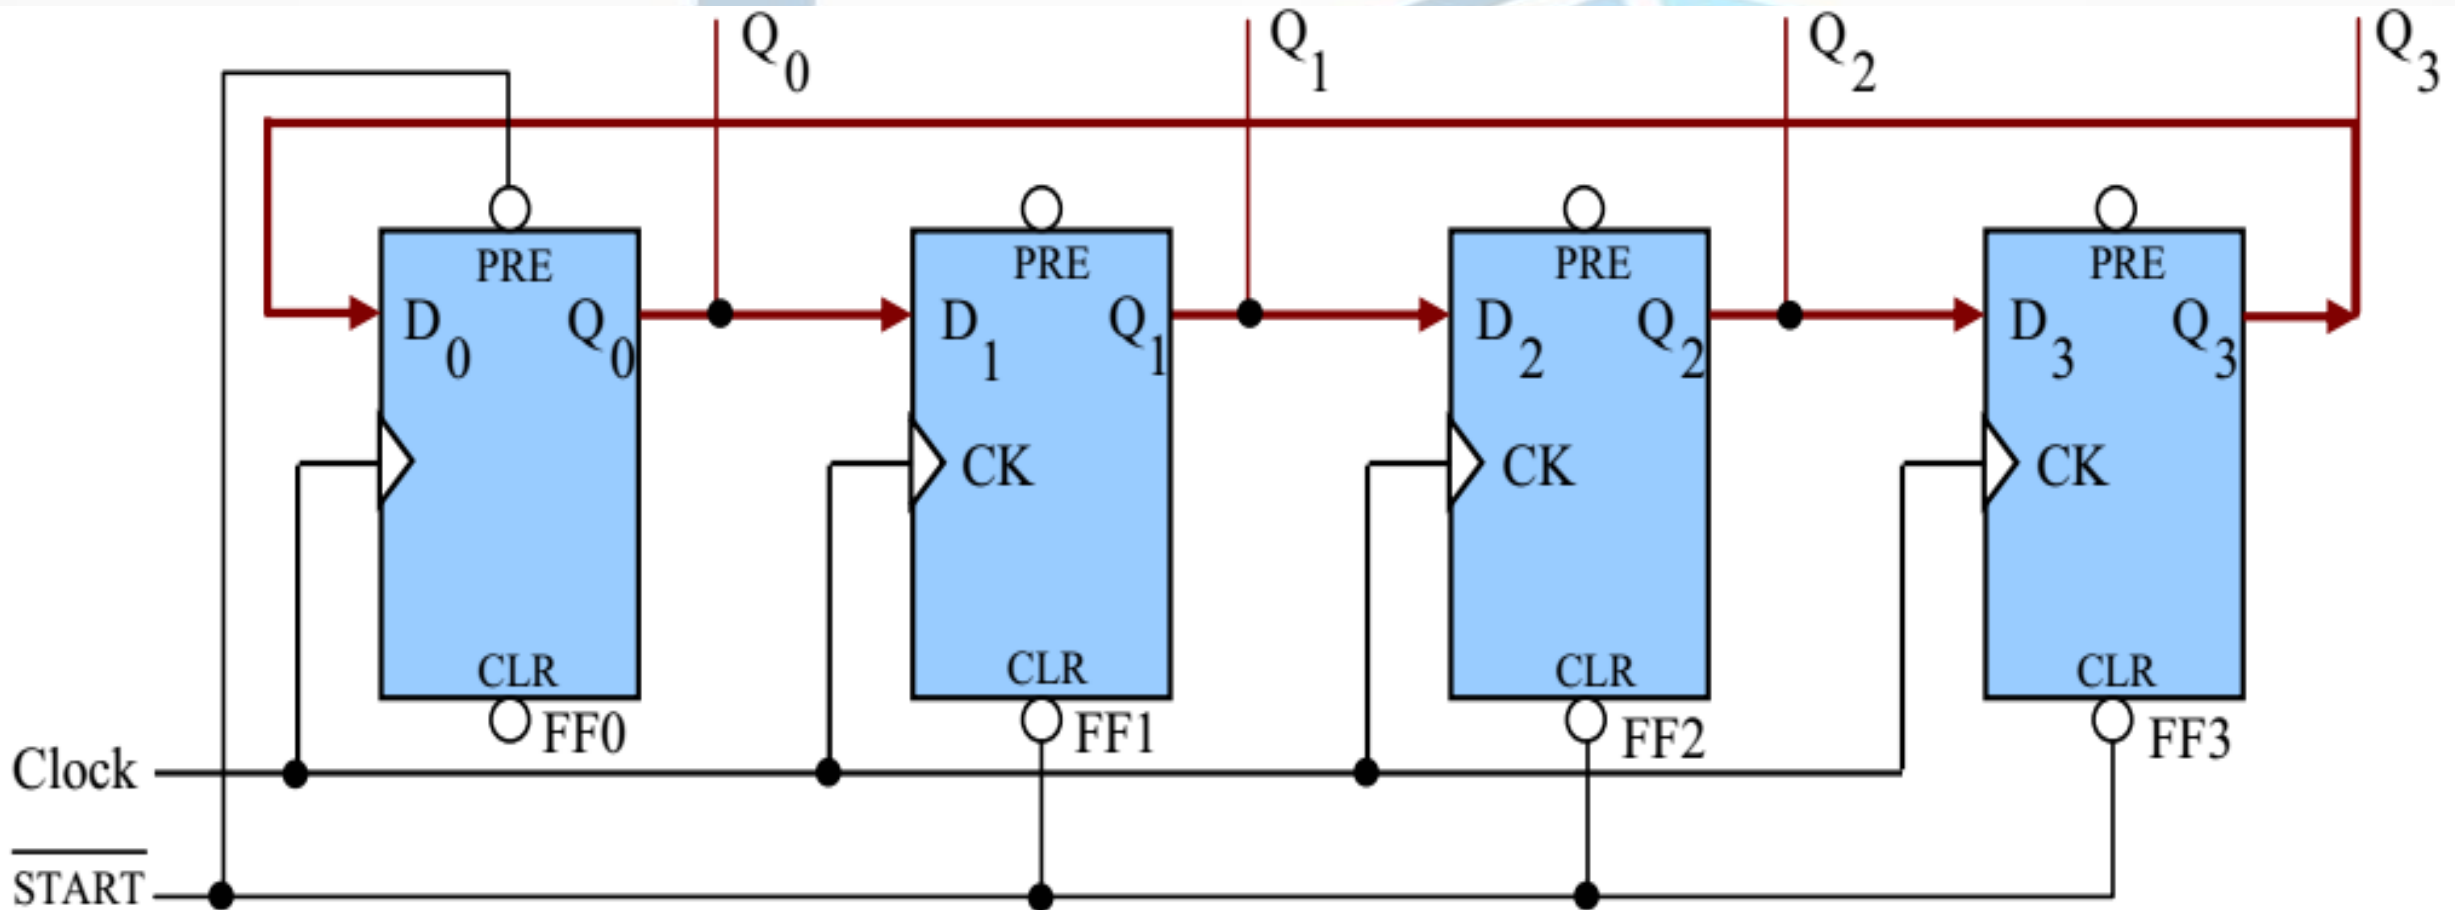 Q0 Q1 Q2 Q3
PRE PRE PRE PRE
D0 Q0 D1 Q1 D2 Q2 D3 Q3
CK CK CK
CLR CLR CLR CLR
FF0 FF1 FF2 FF3
Clock
START